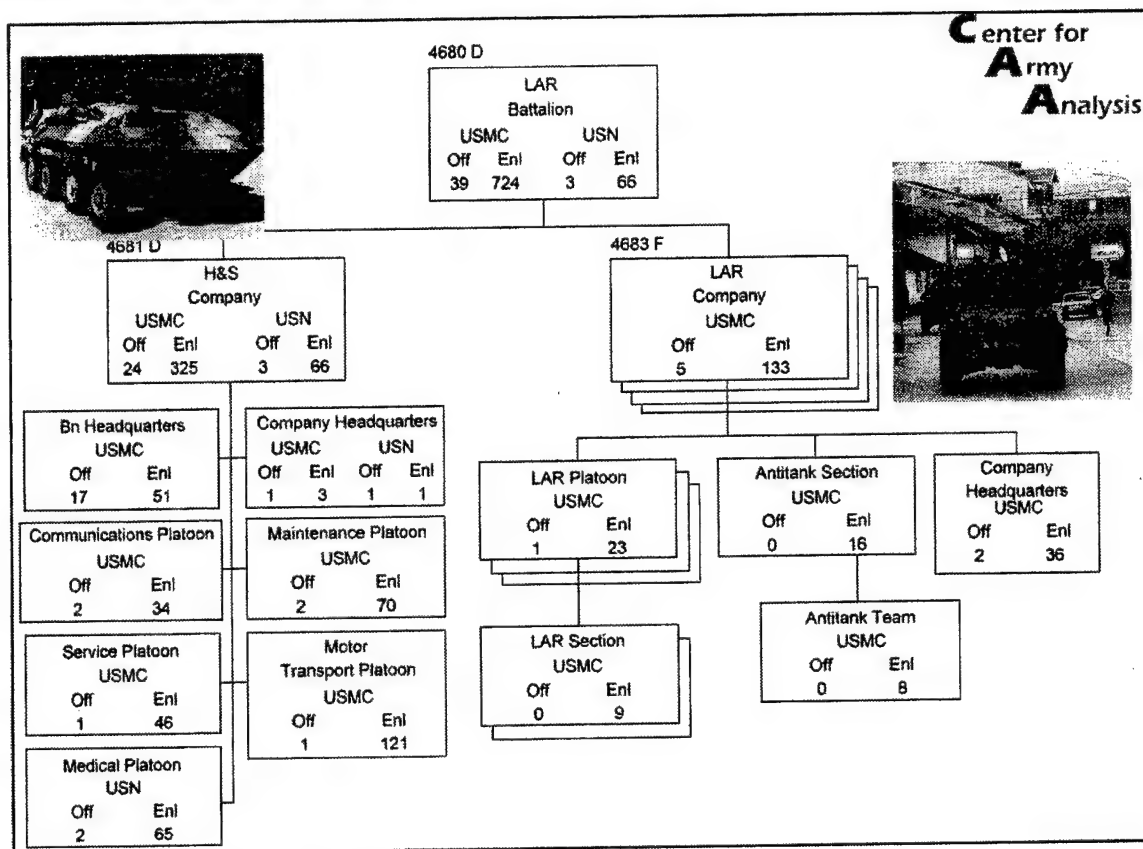 Center for
Army
Analysis
4680 D
LAR
Battalion
USMC USN
Off Enl Off Enl
39 724 3 66
4681 D
H&S
Company
USMC USN
Off Enl Off Enl
24 325 3 66
4683 F
LAR
Company
USMC
Off Enl
5 133
Bn Headquarters
USMC
Off Enl
17 51
Company Headquarters
USMC USN
Off Enl Off Enl
1 3 1 1
Communications Platoon
USMC
Off Enl
2 34
Maintenance Platoon
USMC
Off Enl
2 70
Service Platoon
USMC
Off Enl
1 46
Motor
Transport Platoon
USMC
Off Enl
1 121
Medical Platoon
USN
Off Enl
2 65
LAR Platoon
USMC
Off Enl
1 23
Antitank Section
USMC
Off Enl
0 16
Company
Headquarters
USMC
Off Enl
2 36
LAR Section
USMC
Off Enl
0 9
Antitank Team
USMC
Off Enl
0 8